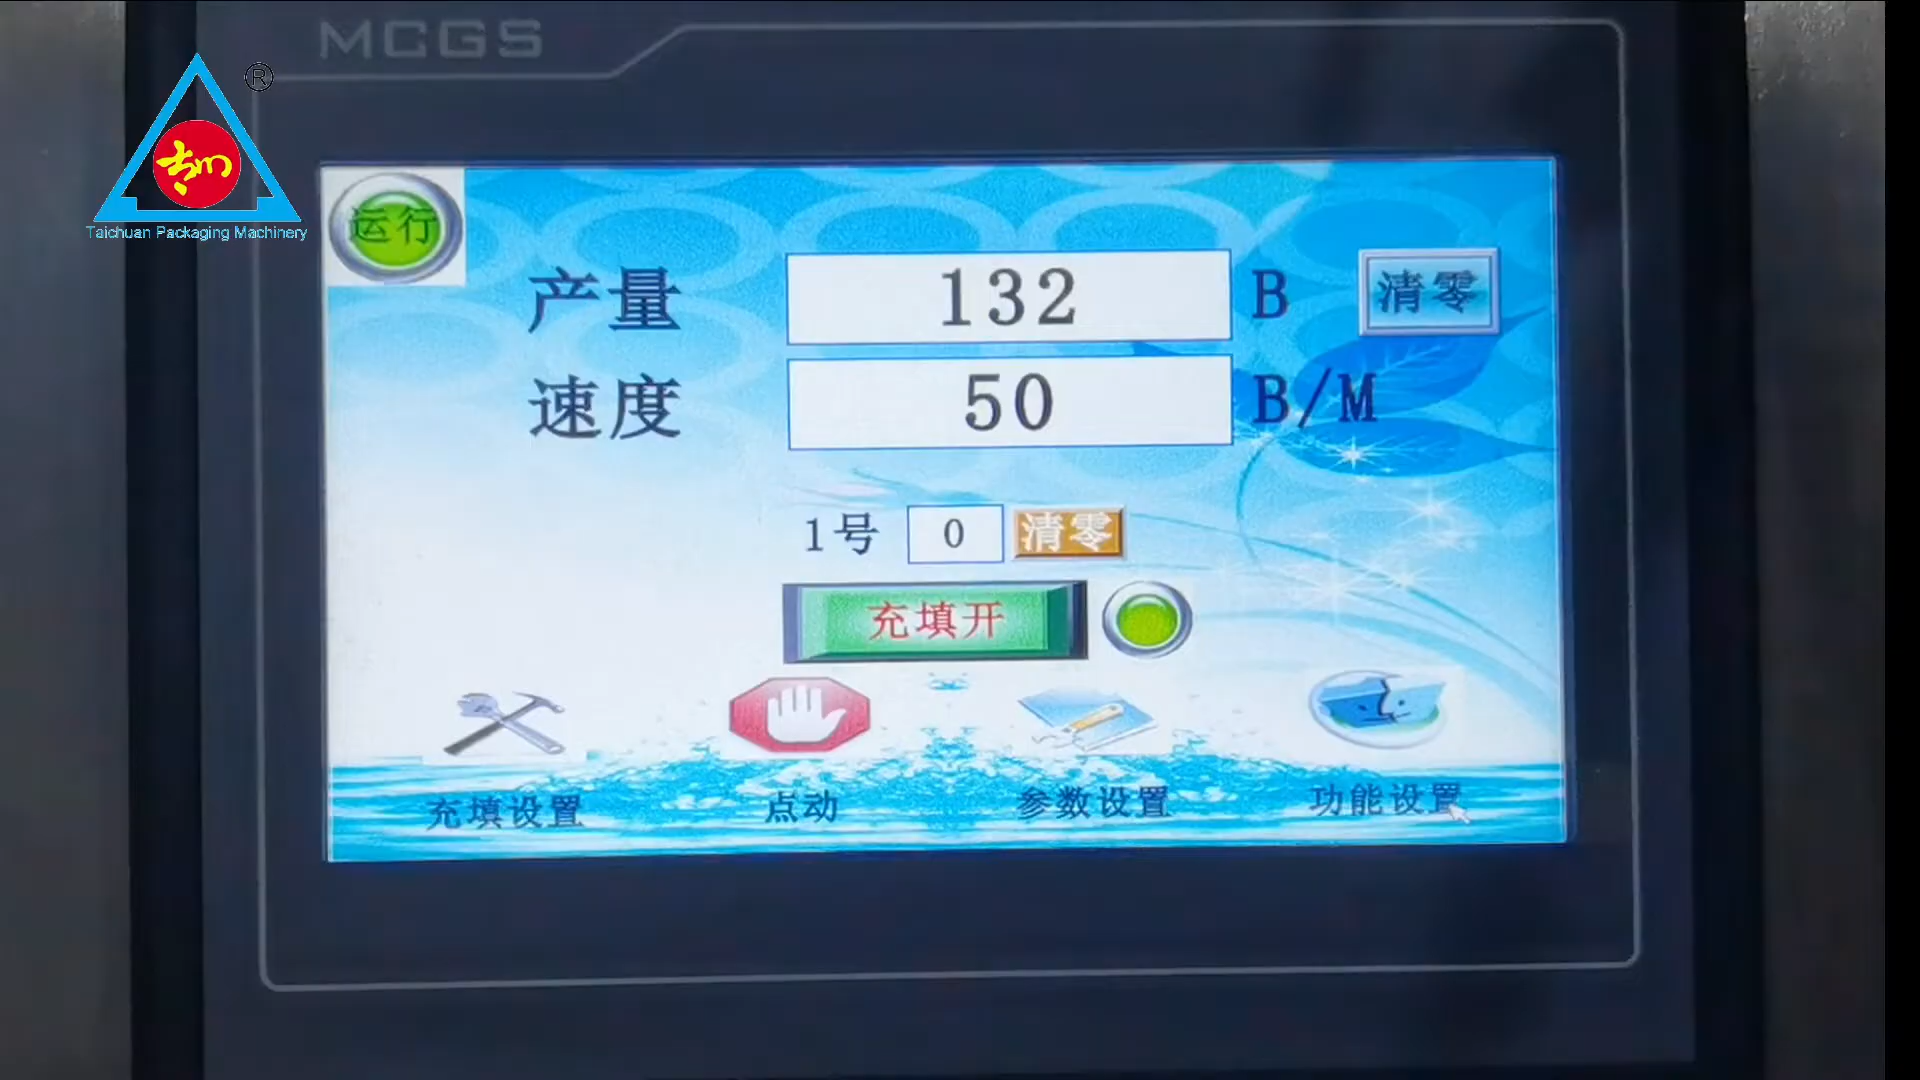 MCGS
®
Taichuan Packaging Machinery
运行
产量 132 B 清零
速度 50 B/M
1号 0 清零
充填开
充填设置 点动 参数设置 功能设置